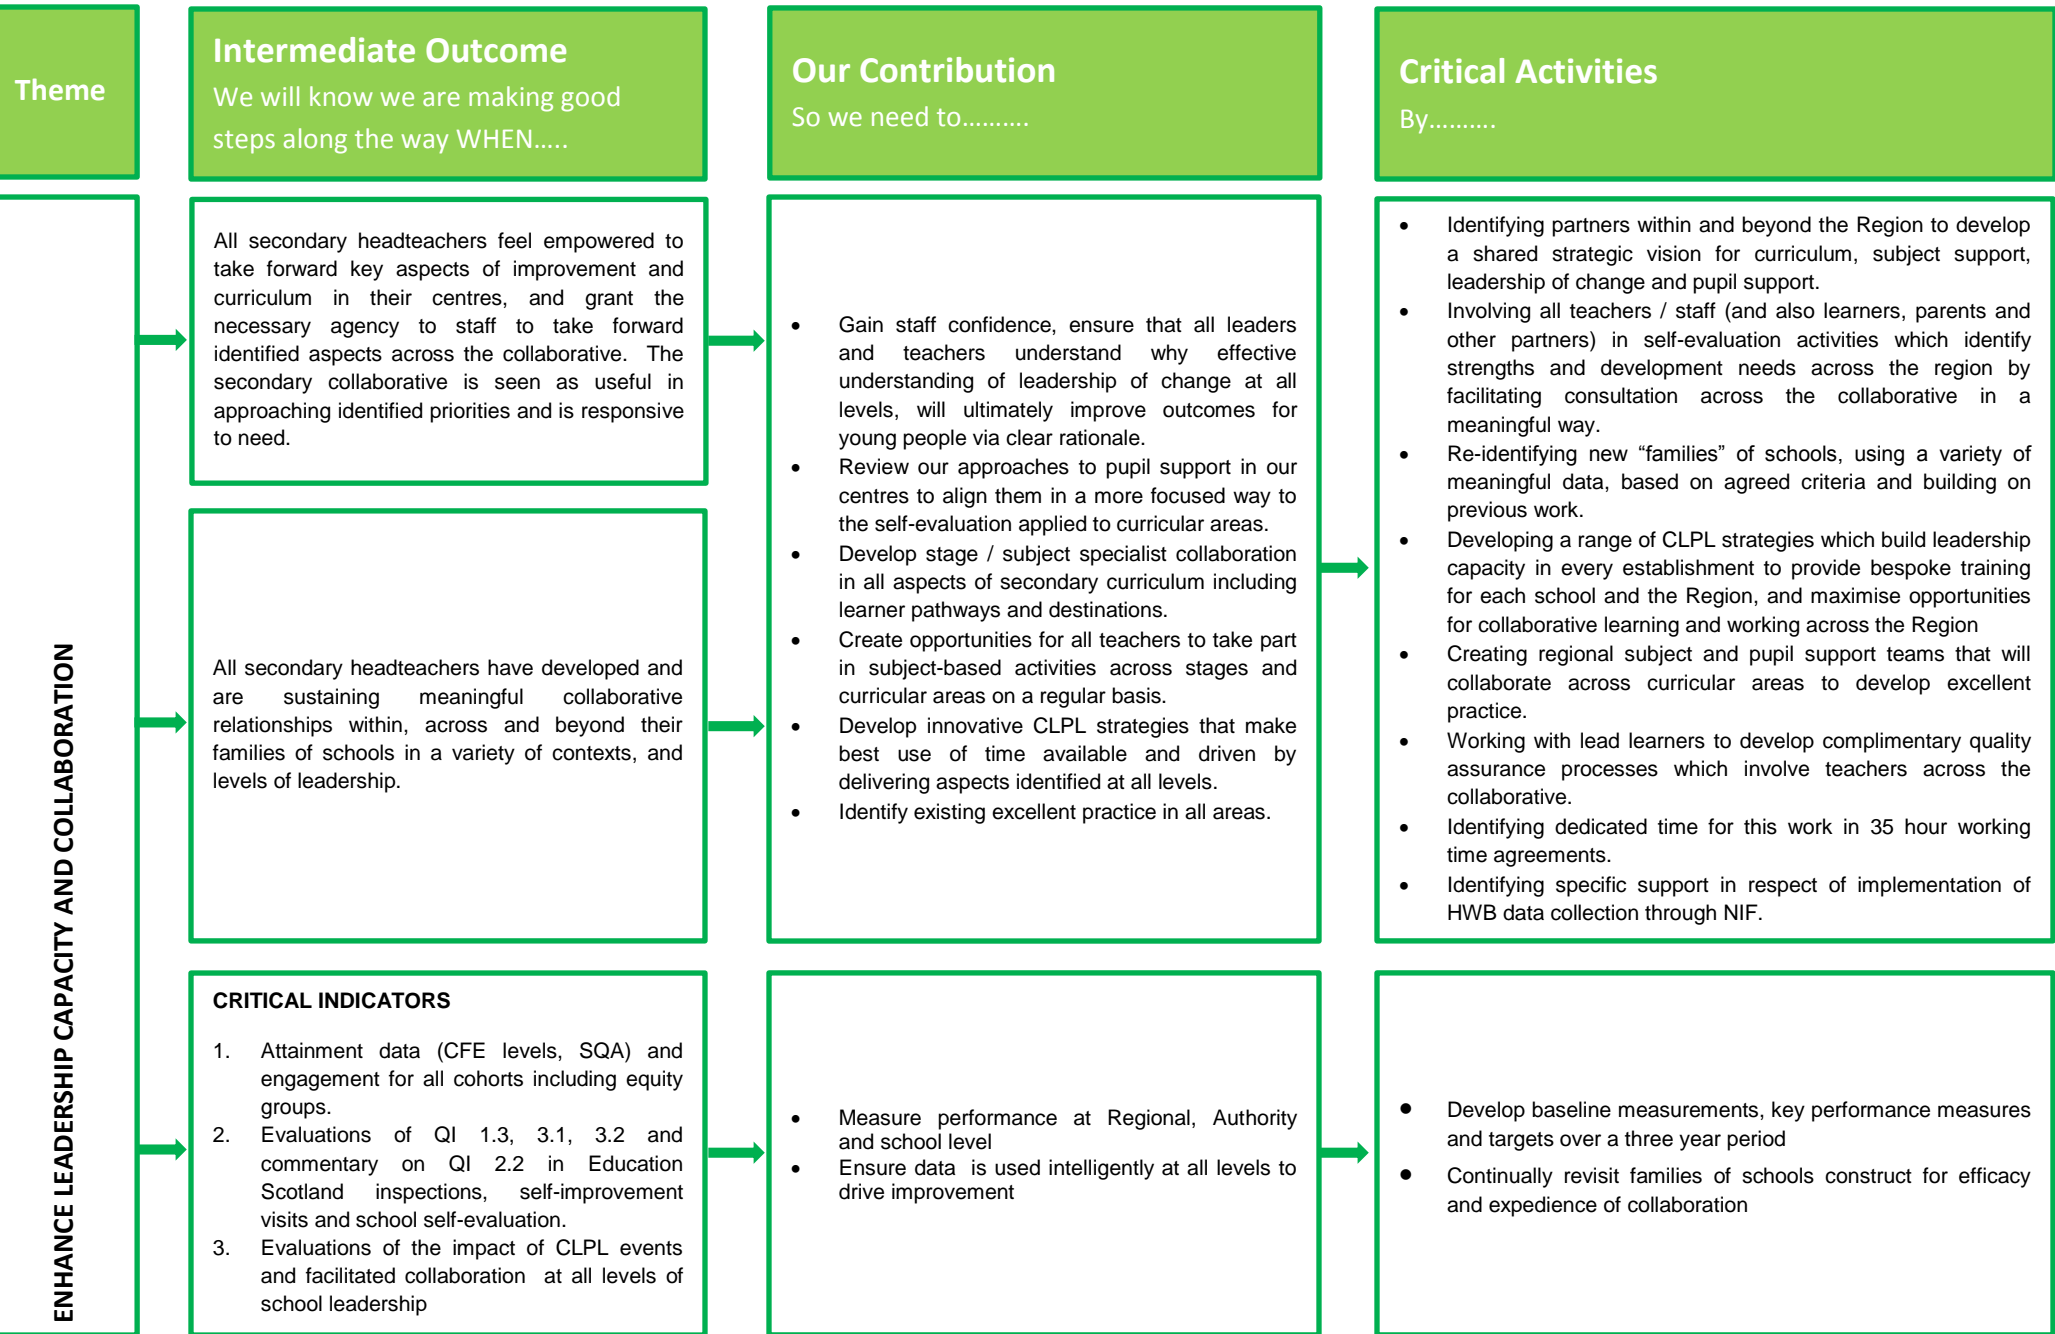 Theme
Intermediate Outcome
We will know we are making good
steps along the way WHEN…..
Our Contribution
So we need to……….
Critical Activities
By……….
ENHANCE LEADERSHIP CAPACITY AND COLLABORATION
All secondary headteachers feel empowered to
take forward key aspects of improvement and
curriculum in their centres, and grant the
necessary agency to staff to take forward
identified aspects across the collaborative. The
secondary collaborative is seen as useful in
approaching identified priorities and is responsive
to need.
All secondary headteachers have developed and
are sustaining meaningful collaborative
relationships within, across and beyond their
families of schools in a variety of contexts, and
levels of leadership.
• Gain staff confidence, ensure that all leaders
and teachers understand why effective
understanding of leadership of change at all
levels, will ultimately improve outcomes for
young people via clear rationale.
• Review our approaches to pupil support in our
centres to align them in a more focused way to
the self-evaluation applied to curricular areas.
• Develop stage / subject specialist collaboration
in all aspects of secondary curriculum including
learner pathways and destinations.
• Create opportunities for all teachers to take part
in subject-based activities across stages and
curricular areas on a regular basis.
• Develop innovative CLPL strategies that make
best use of time available and driven by
delivering aspects identified at all levels.
• Identify existing excellent practice in all areas.
• Identifying partners within and beyond the Region to develop
a shared strategic vision for curriculum, subject support,
leadership of change and pupil support.
• Involving all teachers / staff (and also learners, parents and
other partners) in self-evaluation activities which identify
strengths and development needs across the region by
facilitating consultation across the collaborative in a
meaningful way.
• Re-identifying new “families” of schools, using a variety of
meaningful data, based on agreed criteria and building on
previous work.
• Developing a range of CLPL strategies which build leadership
capacity in every establishment to provide bespoke training
for each school and the Region, and maximise opportunities
for collaborative learning and working across the Region
• Creating regional subject and pupil support teams that will
collaborate across curricular areas to develop excellent
practice.
• Working with lead learners to develop complimentary quality
assurance processes which involve teachers across the
collaborative.
• Identifying dedicated time for this work in 35 hour working
time agreements.
• Identifying specific support in respect of implementation of
HWB data collection through NIF.
CRITICAL INDICATORS
1. Attainment data (CFE levels, SQA) and
engagement for all cohorts including equity
groups.
2. Evaluations of QI 1.3, 3.1, 3.2 and
commentary on QI 2.2 in Education
Scotland inspections, self-improvement
visits and school self-evaluation.
3. Evaluations of the impact of CLPL events
and facilitated collaboration at all levels of
school leadership
• Measure performance at Regional, Authority
and school level
• Ensure data is used intelligently at all levels to
drive improvement
• Develop baseline measurements, key performance measures
and targets over a three year period
• Continually revisit families of schools construct for efficacy
and expedience of collaboration